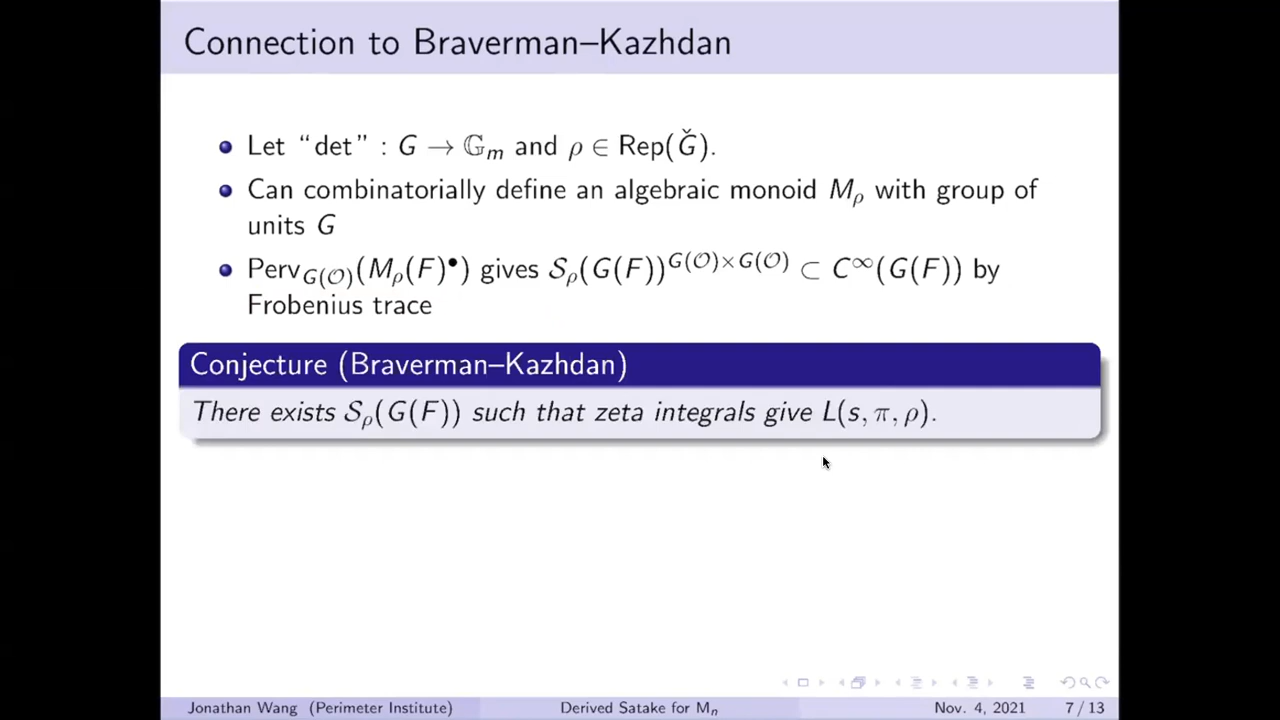 Connection to Braverman–Kazhdan
Let “det” : G → 𝔾ₘ and ρ ∈ Rep(Ǧ).
Can combinatorially define an algebraic monoid M_ρ with group of
units G
Perv_{G(𝒪)}(M_ρ(F)^•) gives 𝒮_ρ(G(F))^{G(𝒪)×G(𝒪)} ⊂ C^∞(G(F)) by
Frobenius trace
Conjecture (Braverman–Kazhdan)
There exists 𝒮_ρ(G(F)) such that zeta integrals give L(s, π, ρ).
Jonathan Wang (Perimeter Institute) Derived Satake for M_n Nov. 4, 2021 7 / 13